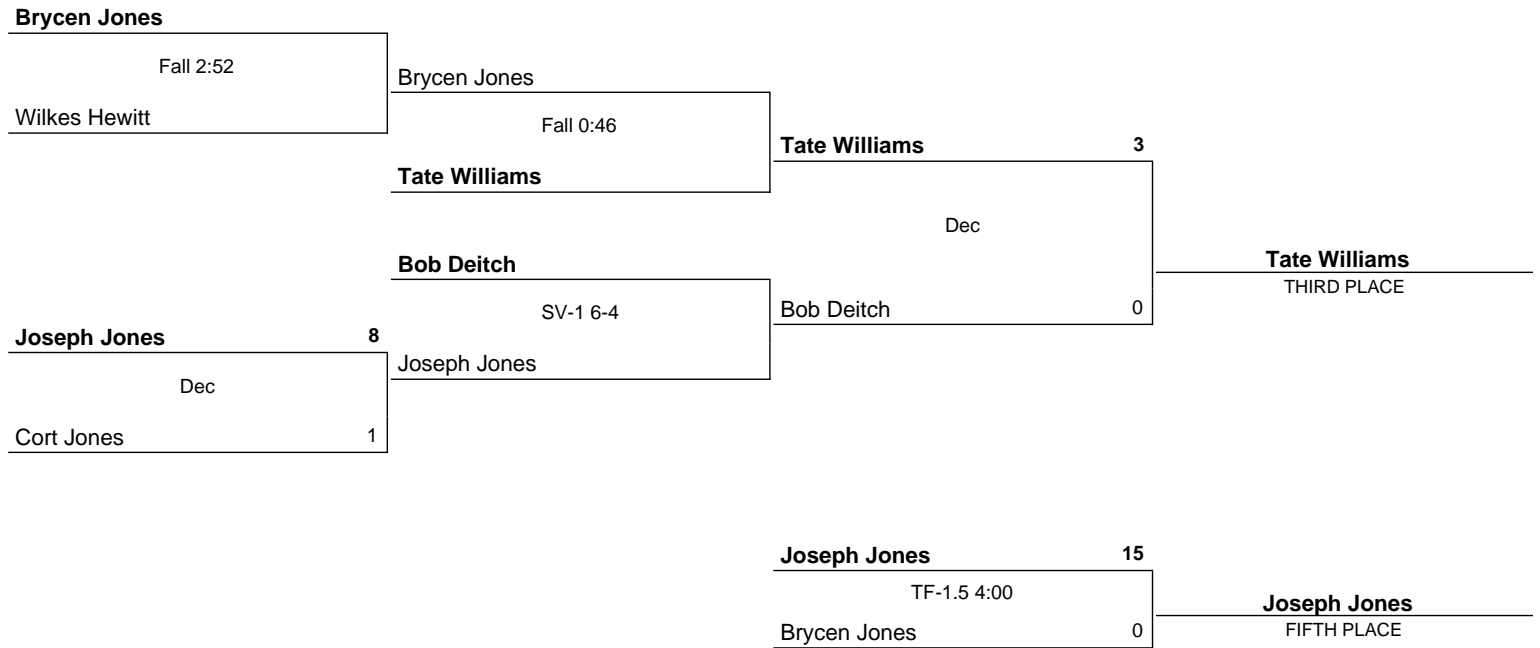 Brycen Jones
Fall 2:52
Wilkes Hewitt
Brycen Jones
Fall 0:46
Tate Williams
Tate Williams 3
Dec
Bob Deitch 0
Tate Williams
THIRD PLACE
Bob Deitch
SV-1 6-4
Joseph Jones
Joseph Jones 8
Dec
Cort Jones 1
Joseph Jones 15
TF-1.5 4:00
Brycen Jones 0
Joseph Jones
FIFTH PLACE